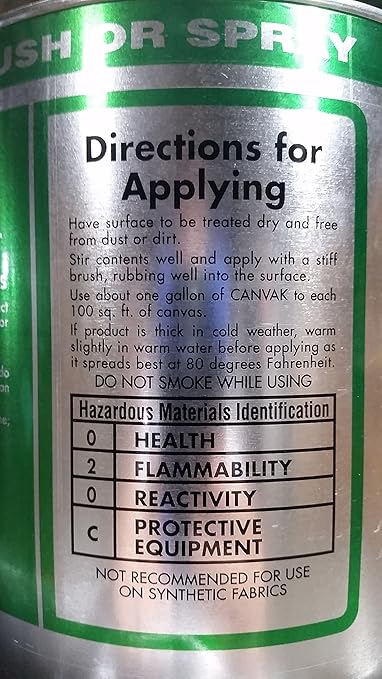 USH OR SPRAY
Directions for
Applying
Have surface to be treated dry and free
from dust or dirt.
Stir contents well and apply with a stiff
brush, rubbing well into the surface.
Use about one gallon of CANVAK to each
100 sq. ft. of canvas.
If product is thick in cold weather, warm
slightly in warm water before applying as
it spreads best at 80 degrees Fahrenheit.
DO NOT SMOKE WHILE USING
Hazardous Materials Identification
0 HEALTH
2 FLAMMABILITY
0 REACTIVITY
C PROTECTIVE
EQUIPMENT
NOT RECOMMENDED FOR USE
ON SYNTHETIC FABRICS